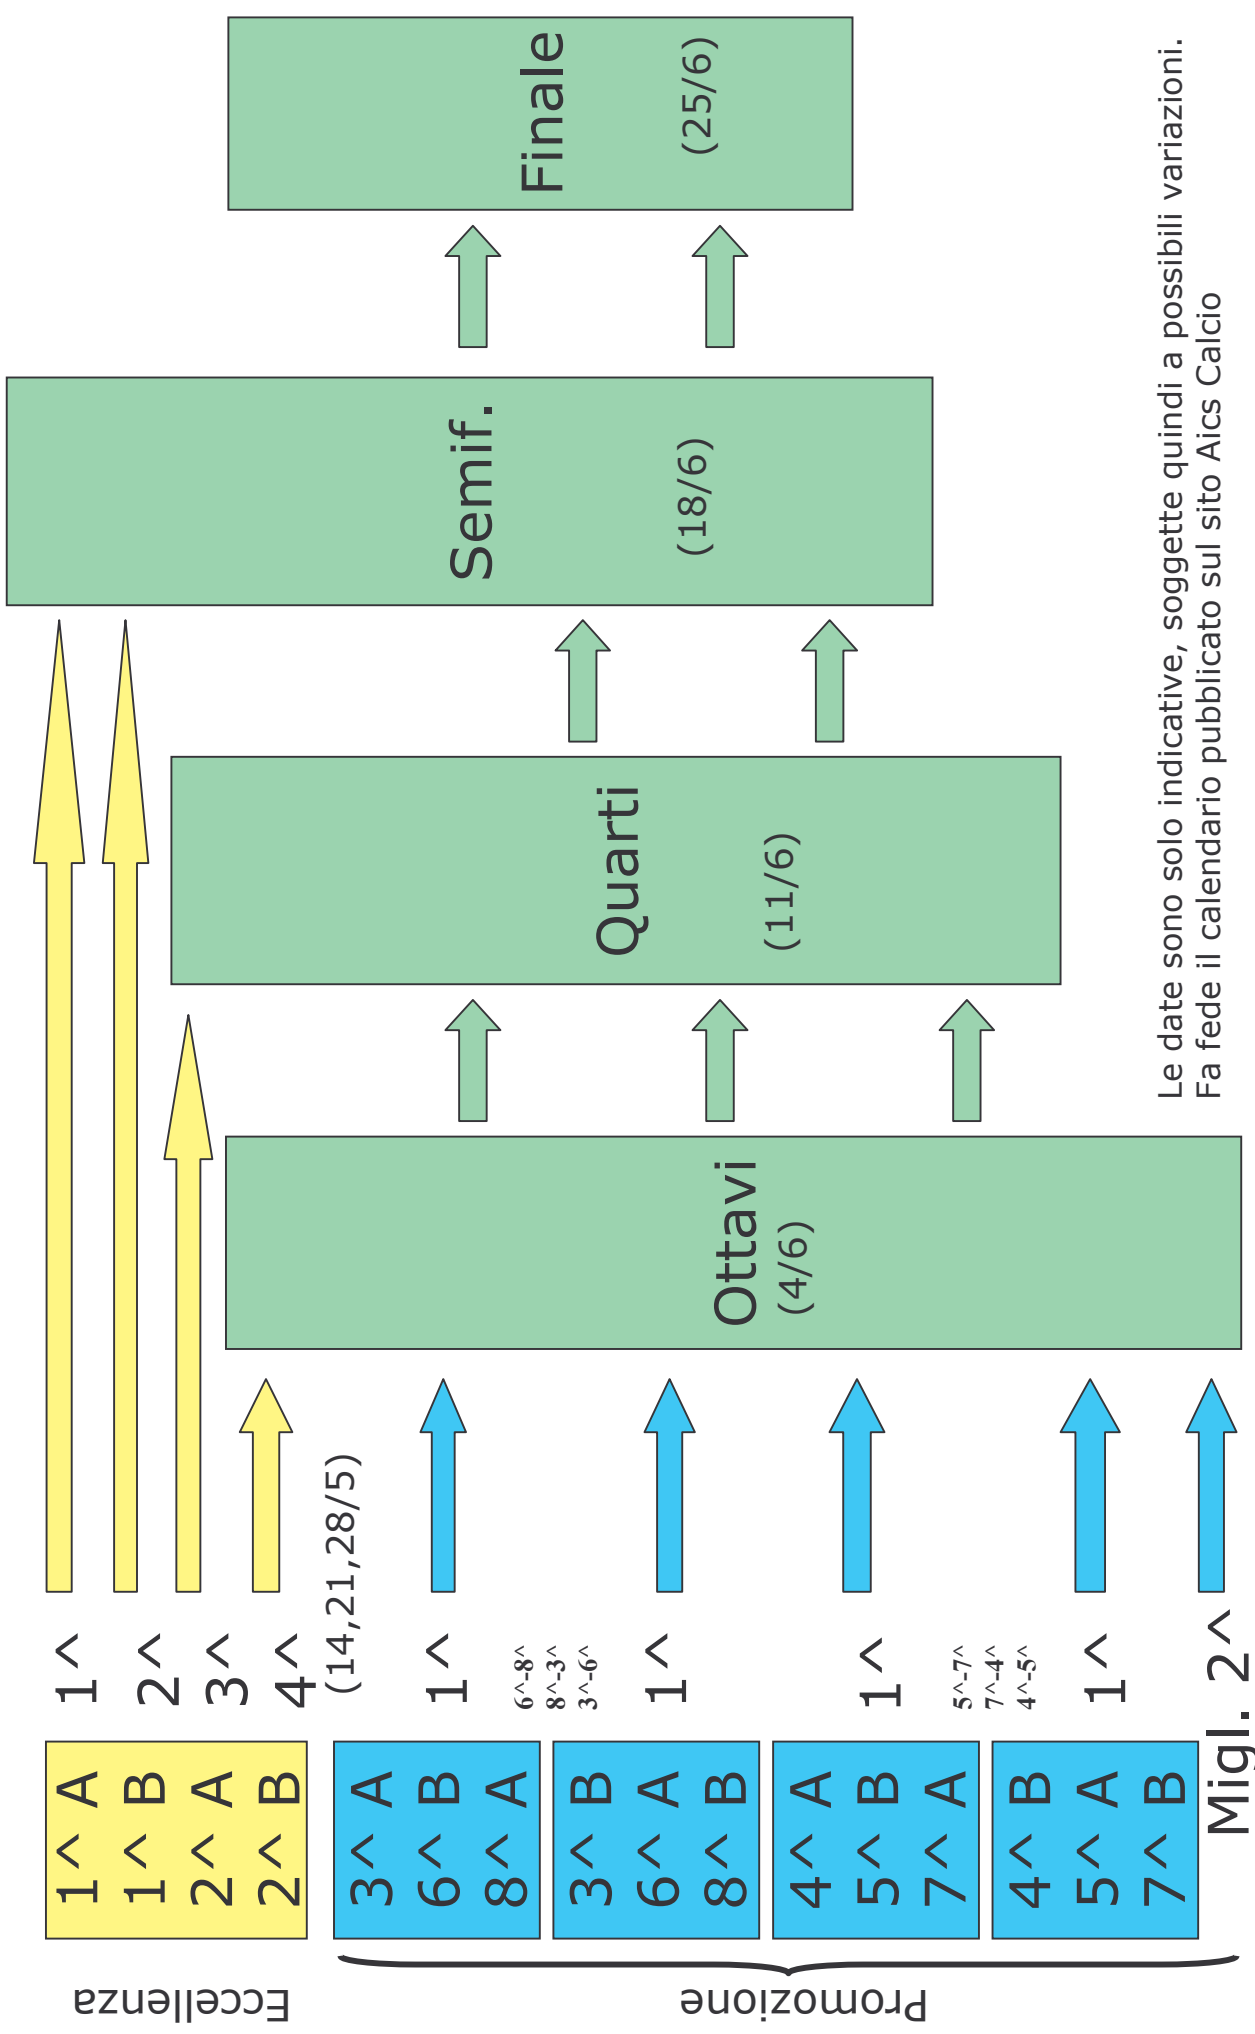 Eccellenza
1^ A
1^ B
2^ A
2^ B
1^
2^
3^
4^
(14,21,28/5)
Promozione
3^ A
6^ B
8^ A
1^
6^-8^
8^-3^
3^-6^
3^ B
6^ A
8^ B
1^
4^ A
5^ B
7^ A
1^
5^-7^
7^-4^
4^-5^
4^ B
5^ A
7^ B
1^
Migl. 2^
Ottavi
(4/6)
Quarti
(11/6)
Semif.
(18/6)
Finale
(25/6)
Le date sono solo indicative, soggette quindi a possibili variazioni.
Fa fede il calendario pubblicato sul sito Aics Calcio